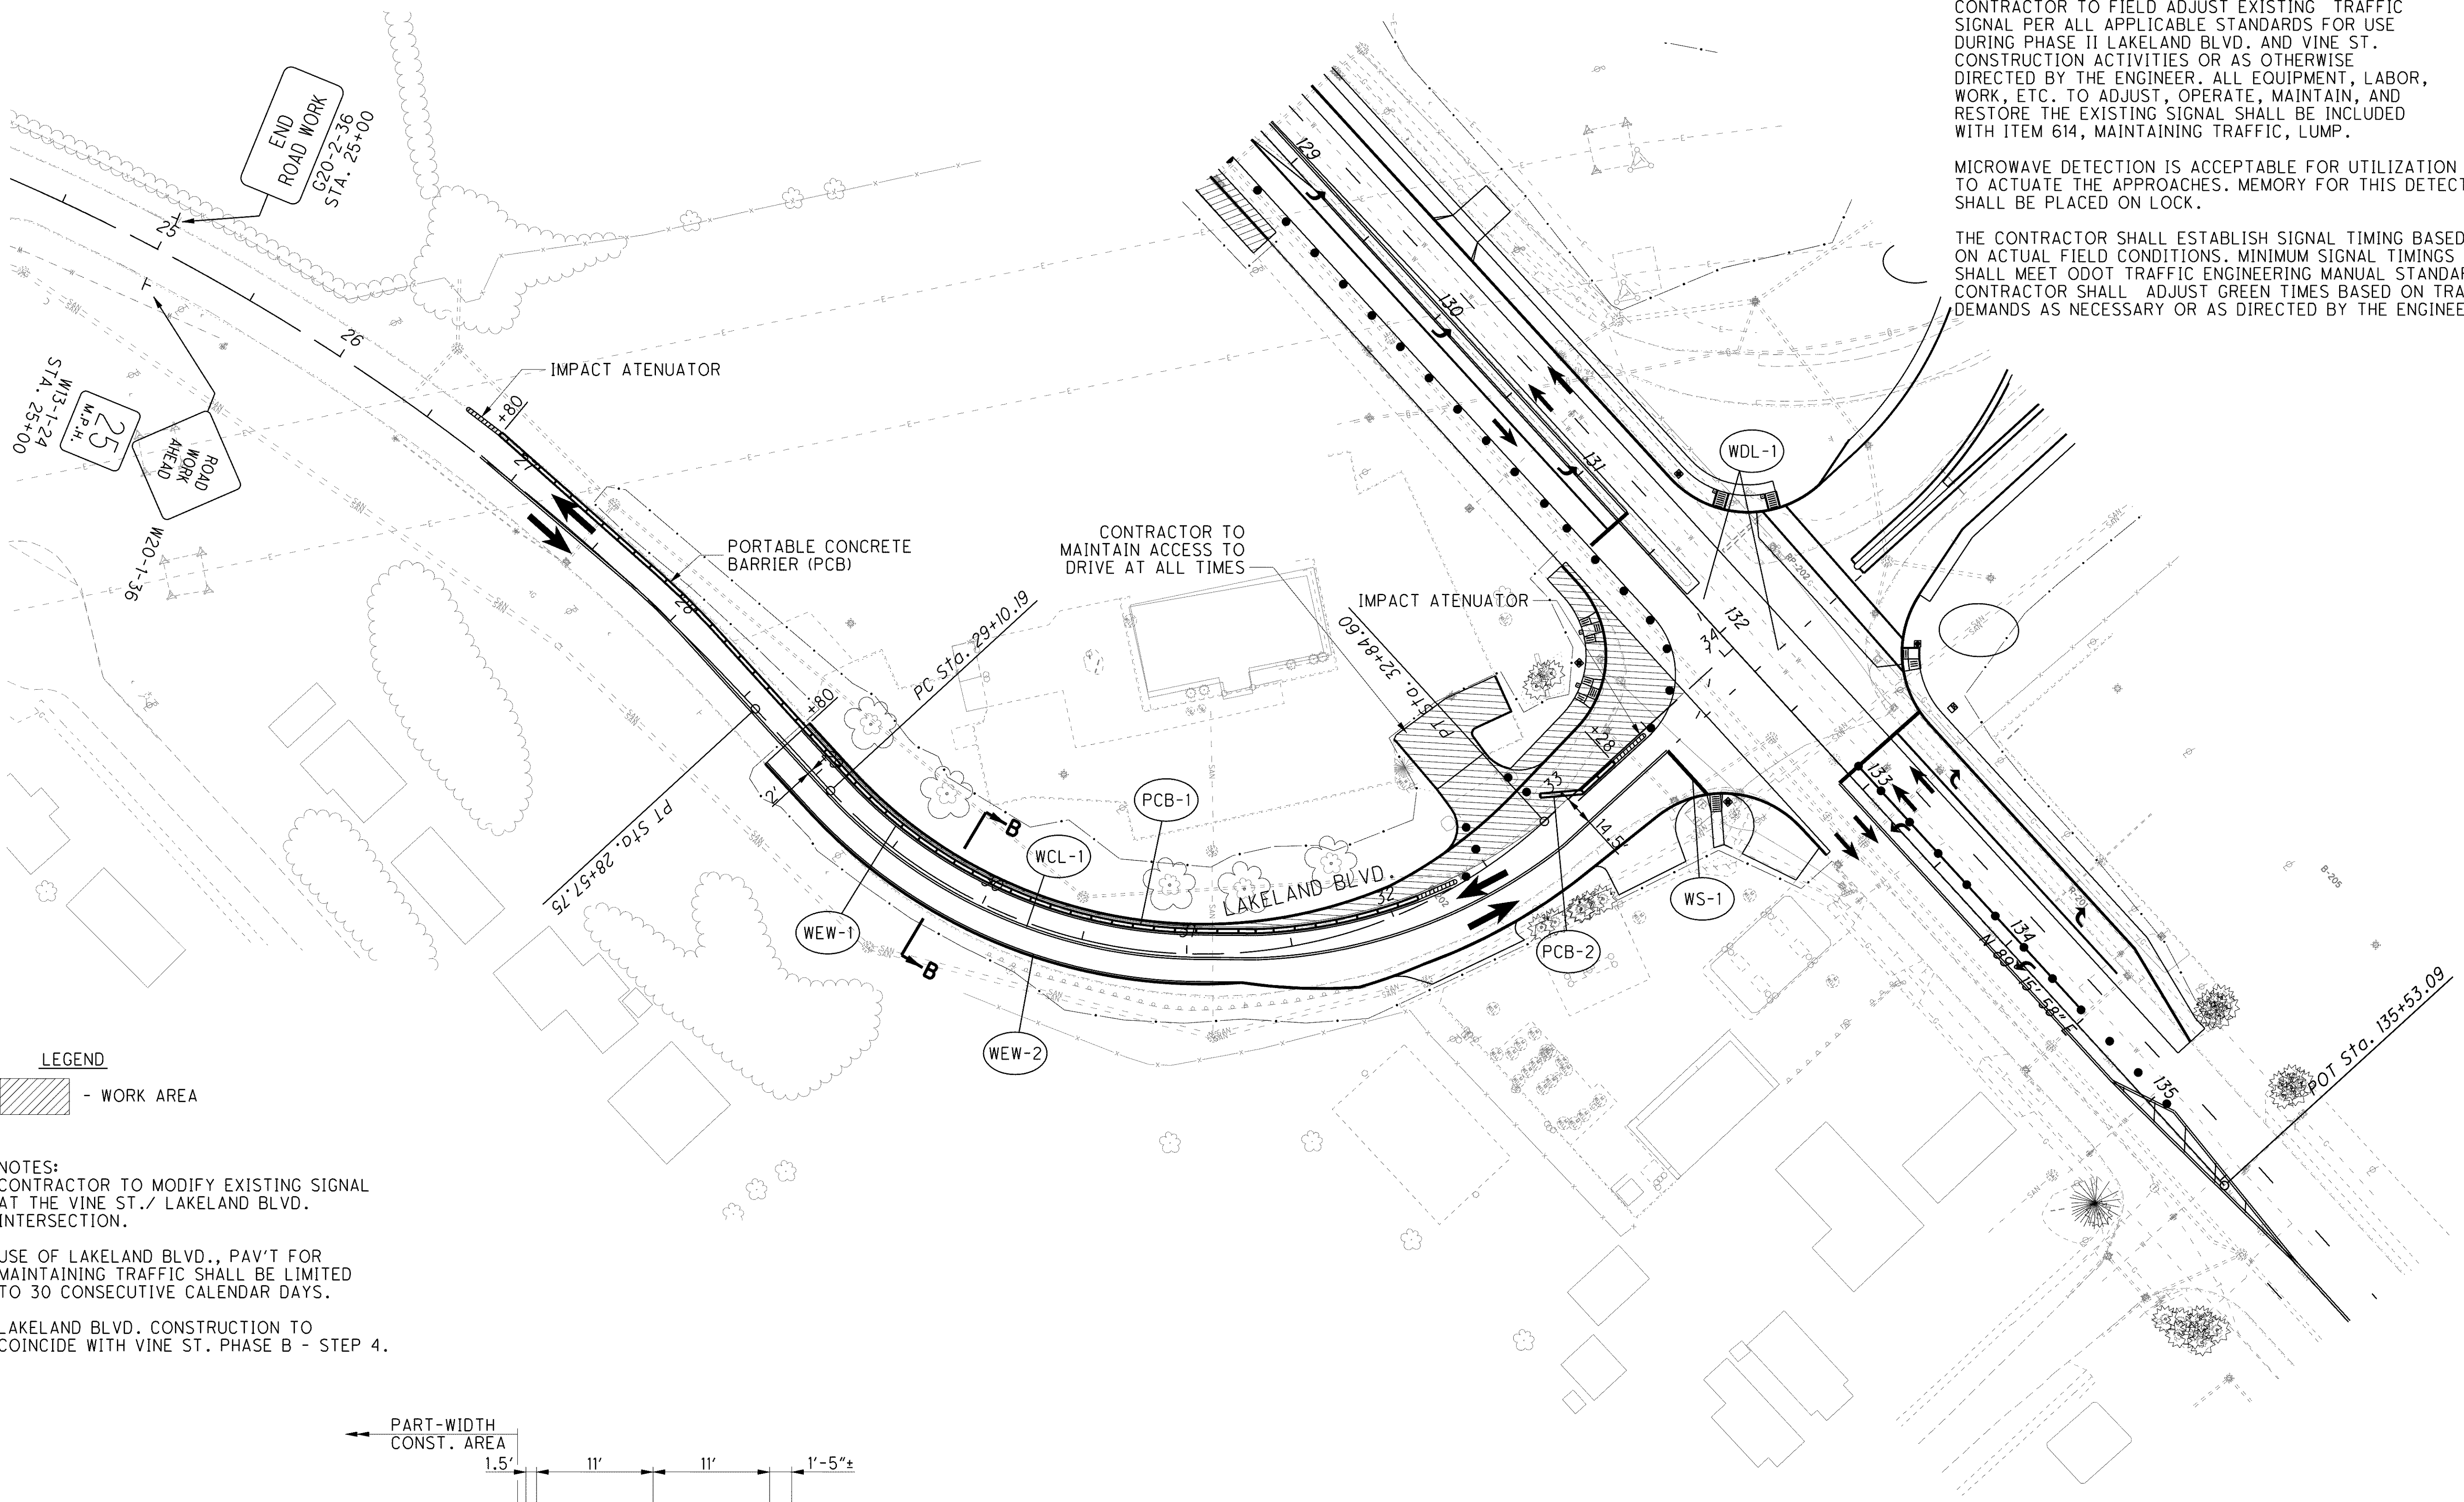 CONTRACTOR TO FIELD ADJUST EXISTING TRAFFIC
SIGNAL PER ALL APPLICABLE STANDARDS FOR USE
DURING PHASE II LAKELAND BLVD. AND VINE ST.
CONSTRUCTION ACTIVITIES OR AS OTHERWISE
DIRECTED BY THE ENGINEER. ALL EQUIPMENT, LABOR,
WORK, ETC. TO ADJUST, OPERATE, MAINTAIN, AND
RESTORE THE EXISTING SIGNAL SHALL BE INCLUDED
WITH ITEM 614, MAINTAINING TRAFFIC, LUMP.
MICROWAVE DETECTION IS ACCEPTABLE FOR UTILIZATION
TO ACTUATE THE APPROACHES. MEMORY FOR THIS DETECT
SHALL BE PLACED ON LOCK.
THE CONTRACTOR SHALL ESTABLISH SIGNAL TIMING BASED
ON ACTUAL FIELD CONDITIONS. MINIMUM SIGNAL TIMINGS
SHALL MEET ODOT TRAFFIC ENGINEERING MANUAL STANDAR
CONTRACTOR SHALL ADJUST GREEN TIMES BASED ON TRA
DEMANDS AS NECESSARY OR AS DIRECTED BY THE ENGINEE
END
ROAD WORK
G20-2-36
STA. 25+00
25
26
IMPACT ATENUATOR
+80
27
W13-1-24
STA. 25+00
25
M.P.H.
ROAD
WORK
AHEAD
W20-1-36
PORTABLE CONCRETE
BARRIER (PCB)
28
CONTRACTOR TO
MAINTAIN ACCESS TO
DRIVE AT ALL TIMES
IMPACT ATENUATOR
129
130
131
WDL-1
RP-202
132
34
PC Sta. 29+10.19
PT Sta. 32+84.60
+80
2'
PT Sta. 28+57.75
+28
33
14.5'
PCB-1
B
WCL-1
WEW-1
LAKELAND BLVD.
31
32
B
WEW-2
PCB-2
WS-1
133
134
N 89° 15' 58" E
135
B-205
POT Sta. 135+53.09
LEGEND
- WORK AREA
NOTES:
CONTRACTOR TO MODIFY EXISTING SIGNAL
AT THE VINE ST./ LAKELAND BLVD.
INTERSECTION.
USE OF LAKELAND BLVD., PAV'T FOR
MAINTAINING TRAFFIC SHALL BE LIMITED
TO 30 CONSECUTIVE CALENDAR DAYS.
LAKELAND BLVD. CONSTRUCTION TO
COINCIDE WITH VINE ST. PHASE B - STEP 4.
PART-WIDTH
CONST. AREA
1.5' 11' 11' 1'-5"±